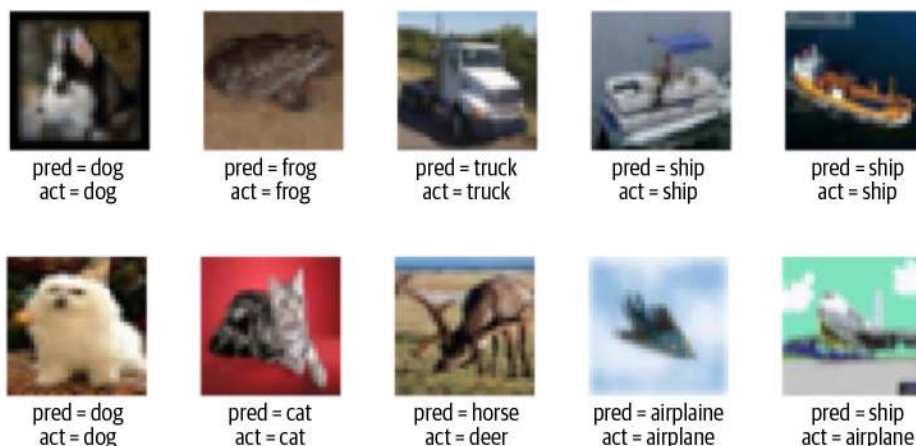 pred = dog pred = frog pred = truck pred = ship pred = ship
act = dog act = frog act = truck act = ship act = ship
pred = dog pred = cat pred = horse pred = airplaine pred = ship
act = dog act = cat act = deer act = airplane act = airplane